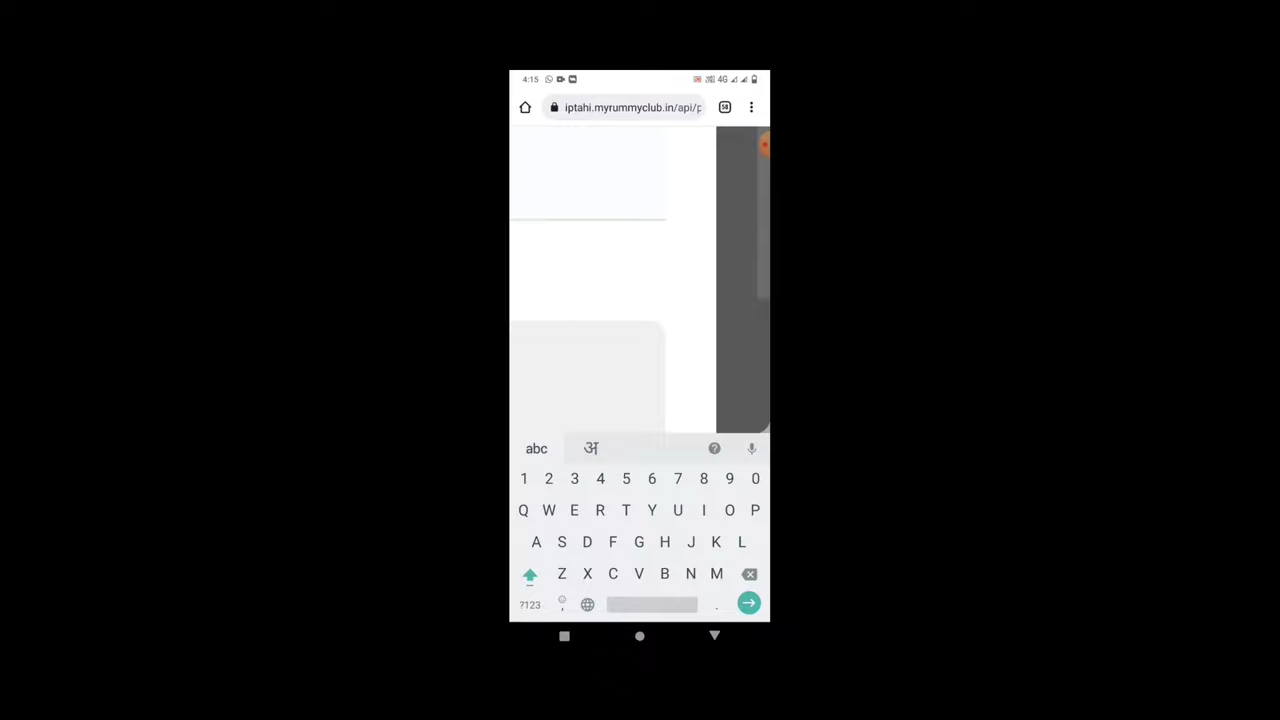 4:15 4G
iptahi.myrummyclub.in/api/p 58
abc अ
1 2 3 4 5 6 7 8 9 0
Q W E R T Y U I O P
A S D F G H J K L
Z X C V B N M
?123 , .